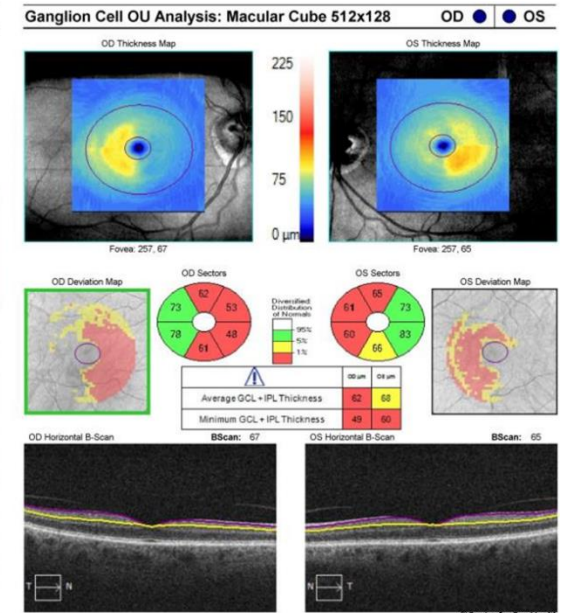 Ganglion Cell OU Analysis: Macular Cube 512x128 OD OS
OD Thickness Map
OS Thickness Map
225
150
75
0 µm
Fovea: 257, 67
Fovea: 257, 65
OD Deviation Map
OD Sectors
OS Sectors
OS Deviation Map
62
73 53
78 48
61
Diversified
Distribution
of Normals
95%
5%
1%
65
61 73
60 83
66
OD µm OS µm
Average GCL + IPL Thickness 62 68
Minimum GCL + IPL Thickness 49 60
OD Horizontal B-Scan BScan: 67
OS Horizontal B-Scan BScan: 65
T N
N T